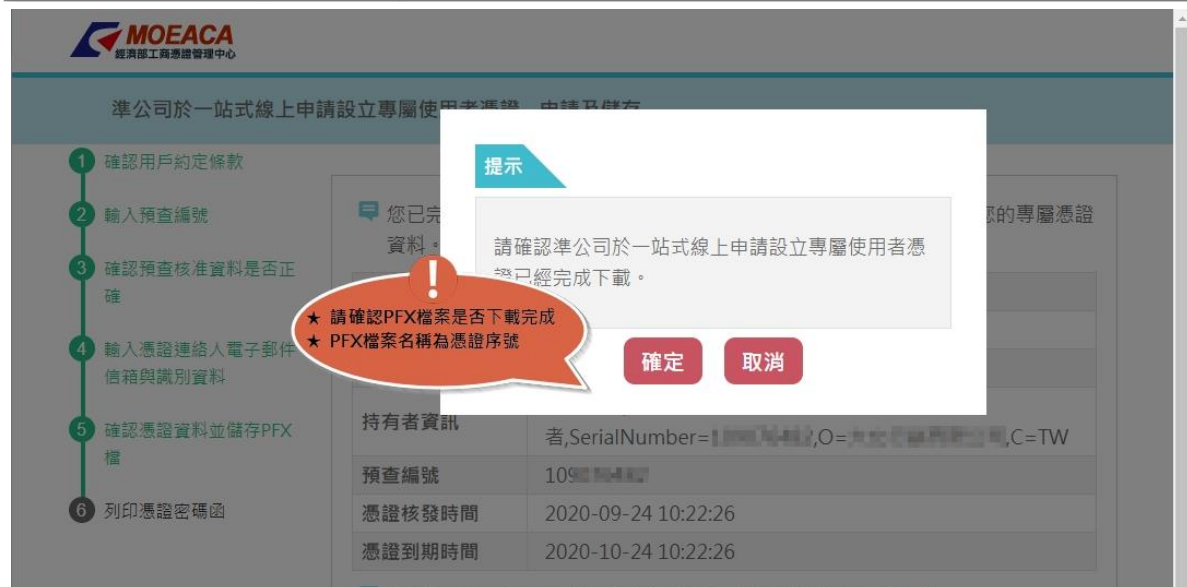 MOEACA
經濟部工商憑證管理中心
準公司於一站式線上申請設立專屬使用者憑證 - 申請及儲存
1 確認用戶約定條款
2 輸入預查編號
3 確認預查核准資料是否正
確
4 輸入憑證連絡人電子郵件
信箱與識別資料
5 確認憑證資料並儲存PFX
檔
6 列印憑證密碼函
您已完
您的專屬憑證
資料。
提示
請確認準公司於一站式線上申請設立專屬使用者憑
證已經完成下載。
確定 取消
!
★ 請確認PFX檔案是否下載完成
★ PFX檔案名稱為憑證序號
持有者資訊
者,SerialNumber=
,O=
,C=TW
預查編號 109
憑證核發時間 2020-09-24 10:22:26
憑證到期時間 2020-10-24 10:22:26